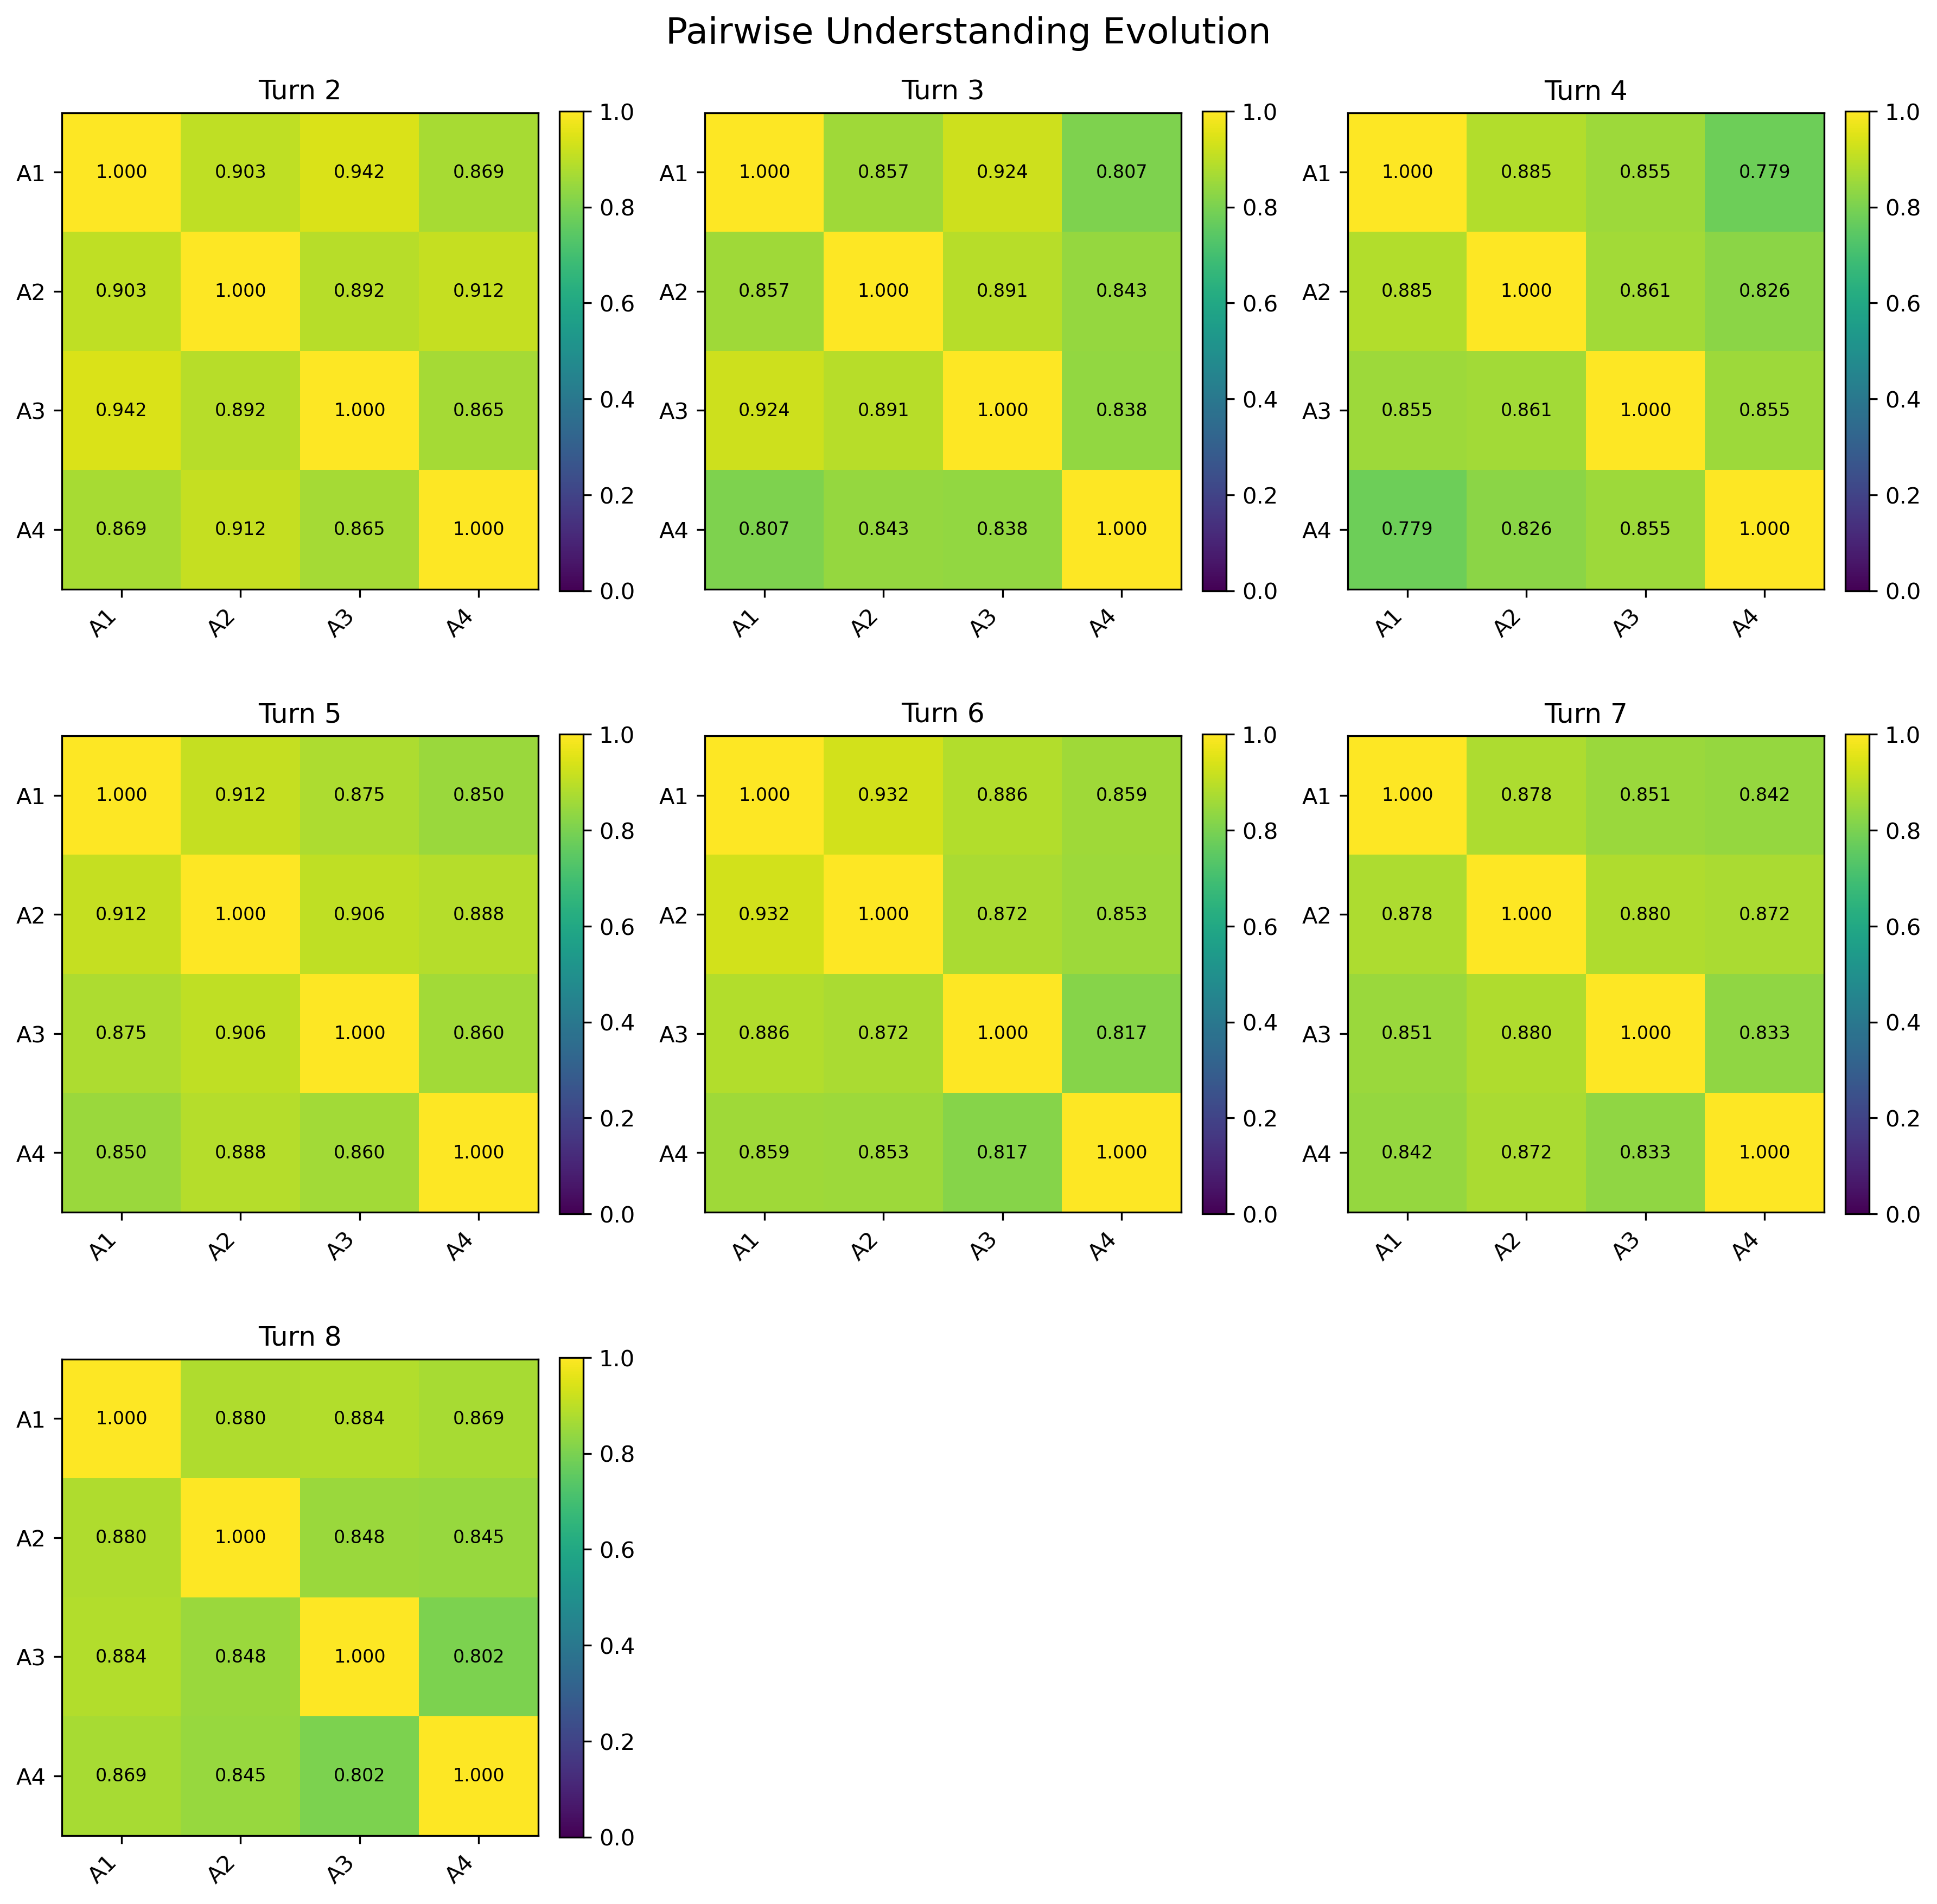 Pairwise Understanding Evolution
Turn 2 Turn 3 Turn 4
1.0 1.0 1.0
A1 1.000 0.903 0.942 0.869 A1 1.000 0.857 0.924 0.807 A1 1.000 0.885 0.855 0.779
0.8 0.8 0.8
A2 0.903 1.000 0.892 0.912 A2 0.857 1.000 0.891 0.843 A2 0.885 1.000 0.861 0.826
0.6 0.6 0.6
0.4 0.4 0.4
A3 0.942 0.892 1.000 0.865 A3 0.924 0.891 1.000 0.838 A3 0.855 0.861 1.000 0.855
0.2 0.2 0.2
A4 0.869 0.912 0.865 1.000 A4 0.807 0.843 0.838 1.000 A4 0.779 0.826 0.855 1.000
0.0 0.0 0.0
A1 A2 A3 A4 A1 A2 A3 A4 A1 A2 A3 A4
Turn 5 Turn 6 Turn 7
1.0 1.0 1.0
A1 1.000 0.912 0.875 0.850 A1 1.000 0.932 0.886 0.859 A1 1.000 0.878 0.851 0.842
0.8 0.8 0.8
A2 0.912 1.000 0.906 0.888 A2 0.932 1.000 0.872 0.853 A2 0.878 1.000 0.880 0.872
0.6 0.6 0.6
0.4 0.4 0.4
A3 0.875 0.906 1.000 0.860 A3 0.886 0.872 1.000 0.817 A3 0.851 0.880 1.000 0.833
0.2 0.2 0.2
A4 0.850 0.888 0.860 1.000 A4 0.859 0.853 0.817 1.000 A4 0.842 0.872 0.833 1.000
0.0 0.0 0.0
A1 A2 A3 A4 A1 A2 A3 A4 A1 A2 A3 A4
Turn 8
1.0
A1 1.000 0.880 0.884 0.869
0.8
A2 0.880 1.000 0.848 0.845
0.6
0.4
A3 0.884 0.848 1.000 0.802
0.2
A4 0.869 0.845 0.802 1.000
0.0
A1 A2 A3 A4